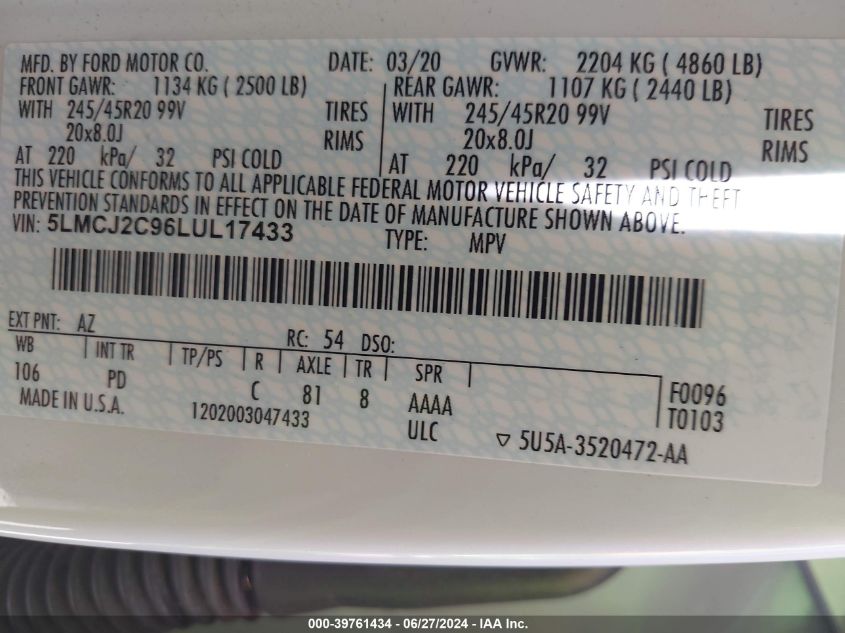 MFD. BY FORD MOTOR CO. DATE: 03/20 GVWR: 2204 KG ( 4860 LB)
FRONT GAWR: 1134 KG ( 2500 LB) REAR GAWR: 1107 KG ( 2440 LB)
WITH 245/45R20 99V TIRES WITH 245/45R20 99V TIRES
20x8.0J RIMS 20x8.0J RIMS
AT 220 kPa/ 32 PSI COLD AT 220 kPa/ 32 PSI COLD
THIS VEHICLE CONFORMS TO ALL APPLICABLE FEDERAL MOTOR VEHICLE SAFETY AND THEFT
PREVENTION STANDARDS IN EFFECT ON THE DATE OF MANUFACTURE SHOWN ABOVE.
VIN: 5LMCJ2C96LUL17433 TYPE: MPV
EXT PNT: AZ RC: 54 DSO:
WB INT TR TP/PS R AXLE TR SPR
106 PD C 81 8 AAAA F0096
MADE IN U.S.A. 1202003047433 ULC T0103
▽ 5U5A-3520472-AA
000-39761434 - 06/27/2024 - IAA Inc.